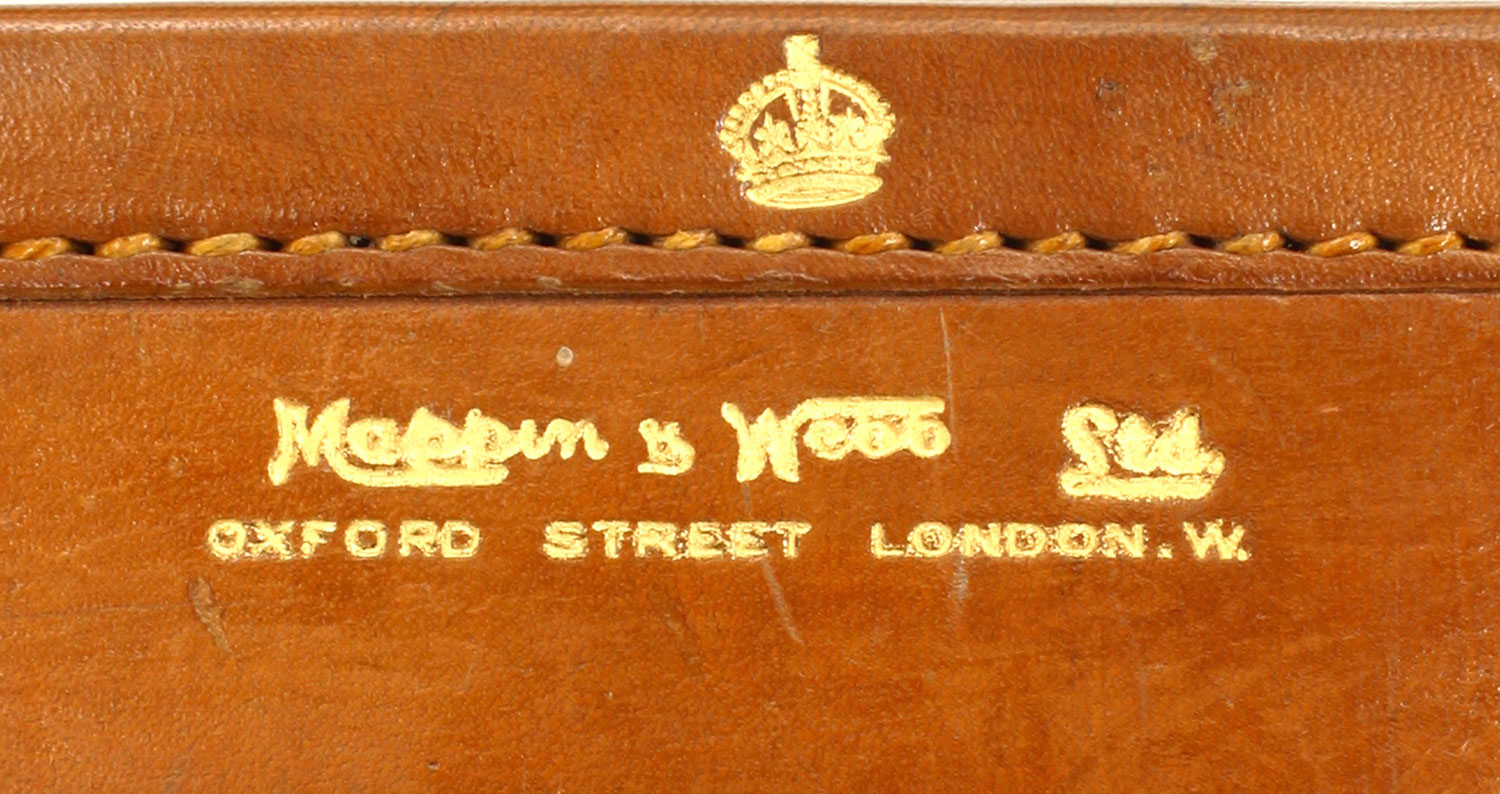 Mappin & Webb Ltd.
OXFORD STREET LONDON. W.